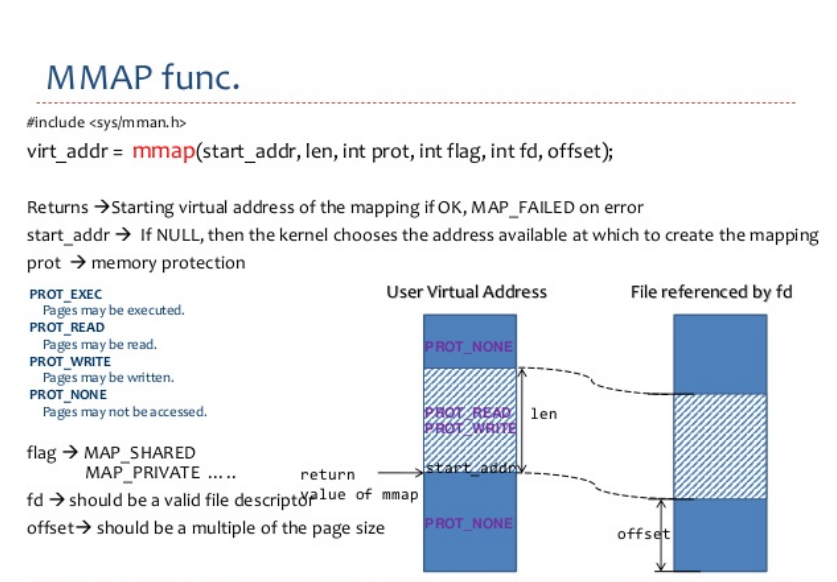 MMAP func.
#include <sys/mman.h>
virt_addr = mmap(start_addr, len, int prot, int flag, int fd, offset);
Returns →Starting virtual address of the mapping if OK, MAP_FAILED on error
start_addr → If NULL, then the kernel chooses the address available at which to create the mapping
prot → memory protection
PROT_EXEC
Pages may be executed.
PROT_READ
Pages may be read.
PROT_WRITE
Pages may be written.
PROT_NONE
Pages may not be accessed.
flag → MAP_SHARED
MAP_PRIVATE .....
fd → should be a valid file descriptor
offset→ should be a multiple of the page size
User Virtual Address
PROT_NONE
PROT_READ
PROT_WRITE
len
start_addr
return
value of mmap
PROT_NONE
File referenced by fd
offset